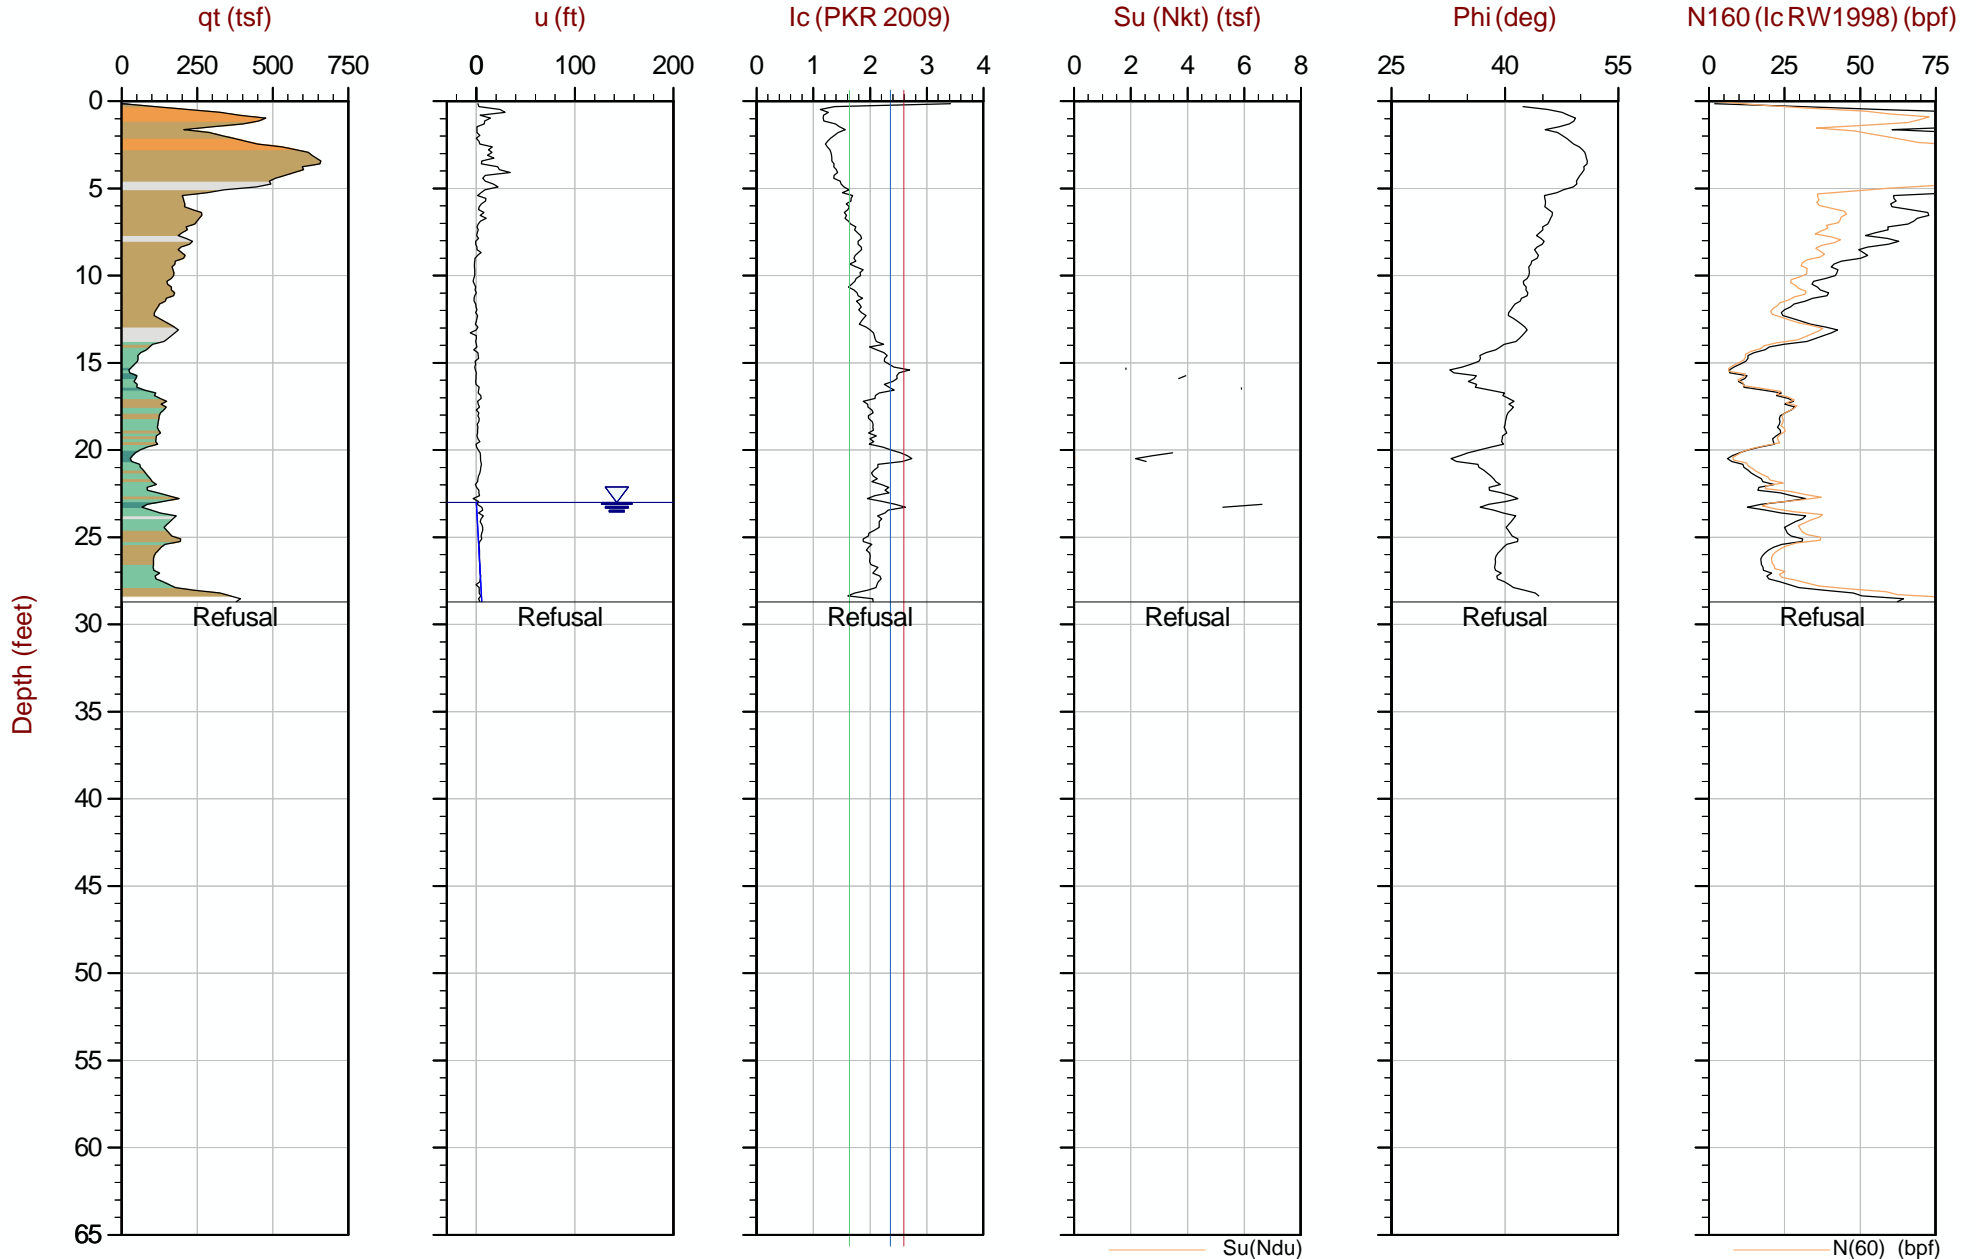 qt (tsf) u (ft) Ic (PKR 2009) Su (Nkt) (tsf) Phi (deg) N160 (Ic RW1998) (bpf)
0 250 500 750 0 100 200 0 1 2 3 4 0 2 4 6 8 25 40 55 0 25 50 75
0
5
10
15
20
25
Refusal Refusal Refusal Refusal Refusal Refusal
30
Depth (feet)
35
40
45
50
55
60
65
Su(Ndu) N(60) (bpf)